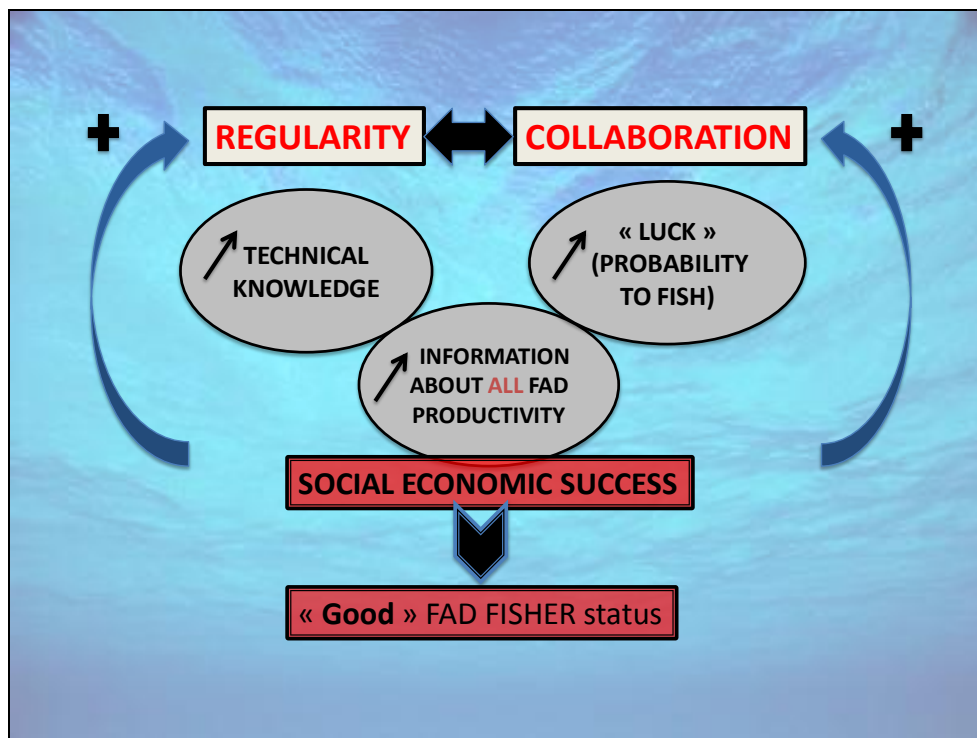 +
REGULARITY
COLLABORATION
+
TECHNICAL
KNOWLEDGE
« LUCK »
(PROBABILITY
TO FISH)
INFORMATION
ABOUT ALL FAD
PRODUCTIVITY
SOCIAL ECONOMIC SUCCESS
« Good » FAD FISHER status